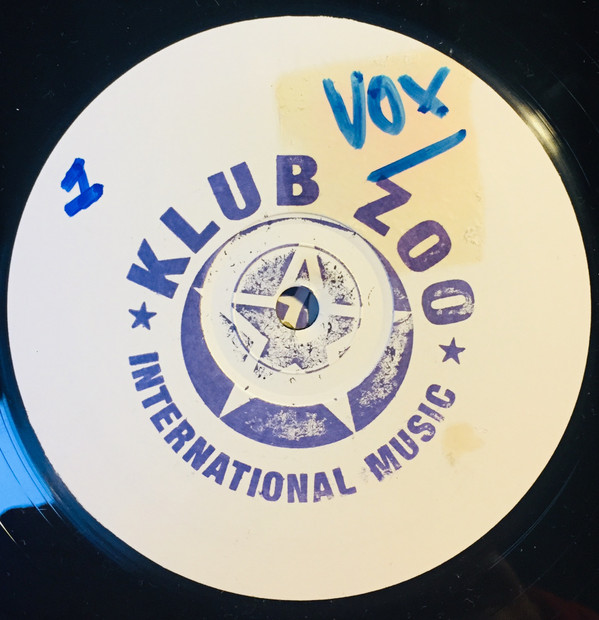 VOX
1
KLUB ZOO
INTERNATIONAL MUSIC